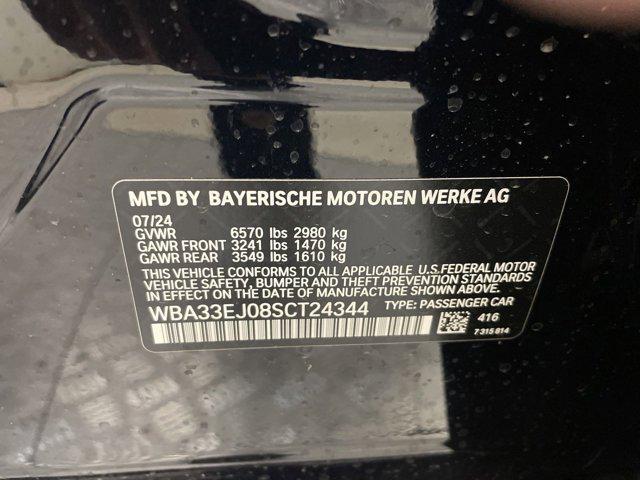 MFD BY BAYERISCHE MOTOREN WERKE AG
07/24
GVWR 6570 lbs 2980 kg
GAWR FRONT 3241 lbs 1470 kg
GAWR REAR 3549 lbs 1610 kg
THIS VEHICLE CONFORMS TO ALL APPLICABLE U.S.FEDERAL MOTOR
VEHICLE SAFETY, BUMPER AND THEFT PREVENTION STANDARDS
IN EFFECT ON THE DATE OF MANUFACTURE SHOWN ABOVE.
WBA33EJ08SCT24344 TYPE: PASSENGER CAR
416
7315814